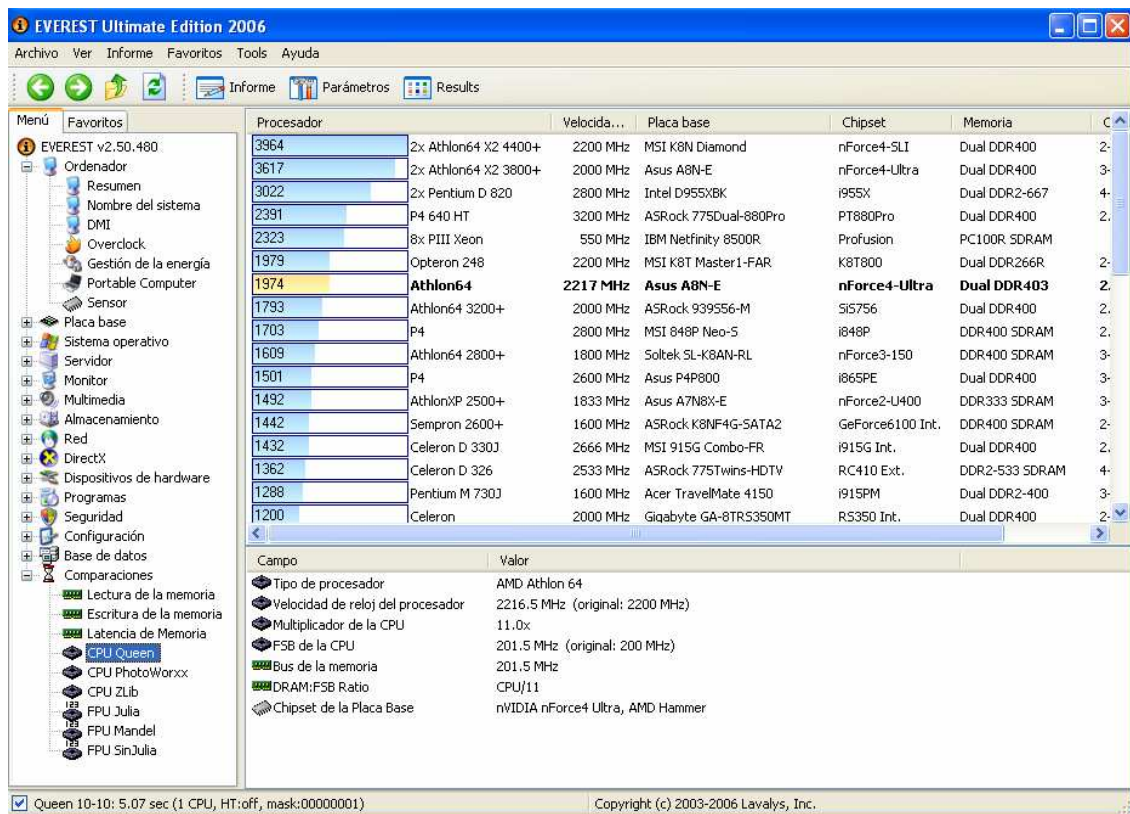 EVEREST Ultimate Edition 2006
Archivo Ver Informe Favoritos Tools Ayuda
Informe Parámetros Results
Menú Favoritos
EVEREST v2.50.480
Ordenador
Resumen
Nombre del sistema
DMI
Overclock
Gestión de la energía
Portable Computer
Sensor
Placa base
Sistema operativo
Servidor
Monitor
Multimedia
Almacenamiento
Red
DirectX
Dispositivos de hardware
Programas
Seguridad
Configuración
Base de datos
Comparaciones
Lectura de la memoria
Escritura de la memoria
Latencia de Memoria
CPU Queen
CPU PhotoWorxx
CPU ZLib
FPU Julia
FPU Mandel
FPU SinJulia
Procesador Velocida... Placa base Chipset Memoria
3964 2x Athlon64 X2 4400+ 2200 MHz MSI K8N Diamond nForce4-SLI Dual DDR400 2-
3617 2x Athlon64 X2 3800+ 2000 MHz Asus A8N-E nForce4-Ultra Dual DDR400 3-
3022 2x Pentium D 820 2800 MHz Intel D955XBK i955X Dual DDR2-667 4-
2391 P4 640 HT 3200 MHz ASRock 775Dual-880Pro PT880Pro Dual DDR400 2.
2323 8x PIII Xeon 550 MHz IBM Netfinity 8500R Profusion PC100R SDRAM
1979 Opteron 248 2200 MHz MSI K8T Master1-FAR K8T800 Dual DDR266R 2-
1974 Athlon64 2217 MHz Asus A8N-E nForce4-Ultra Dual DDR403 2.
1793 Athlon64 3200+ 2000 MHz ASRock 939S56-M SiS756 Dual DDR400 2.
1703 P4 2800 MHz MSI 848P Neo-S i848P DDR400 SDRAM 2.
1609 Athlon64 2800+ 1800 MHz Soltek SL-K8AN-RL nForce3-150 DDR400 SDRAM 3-
1501 P4 2600 MHz Asus P4P800 i865PE Dual DDR400 3-
1492 AthlonXP 2500+ 1833 MHz Asus A7N8X-E nForce2-U400 DDR333 SDRAM 3-
1442 Sempron 2600+ 1600 MHz ASRock K8NF4G-SATA2 GeForce6100 Int. DDR400 SDRAM 2-
1432 Celeron D 330J 2666 MHz MSI 915G Combo-FR i915G Int. Dual DDR400 2.
1362 Celeron D 326 2533 MHz ASRock 775Twins-HDTV RC410 Ext. DDR2-533 SDRAM 4-
1288 Pentium M 730J 1600 MHz Acer TravelMate 4150 i915PM Dual DDR2-400 3-
1200 Celeron 2000 MHz Gigabyte GA-8TRS350MT RS350 Int. Dual DDR400 2-
Campo Valor
Tipo de procesador AMD Athlon 64
Velocidad de reloj del procesador 2216.5 MHz (original: 2200 MHz)
Multiplicador de la CPU 11.0x
FSB de la CPU 201.5 MHz (original: 200 MHz)
Bus de la memoria 201.5 MHz
DRAM:FSB Ratio CPU/11
Chipset de la Placa Base nVIDIA nForce4 Ultra, AMD Hammer
Queen 10-10: 5.07 sec (1 CPU, HT:off, mask:00000001) Copyright (c) 2003-2006 Lavalys, Inc.